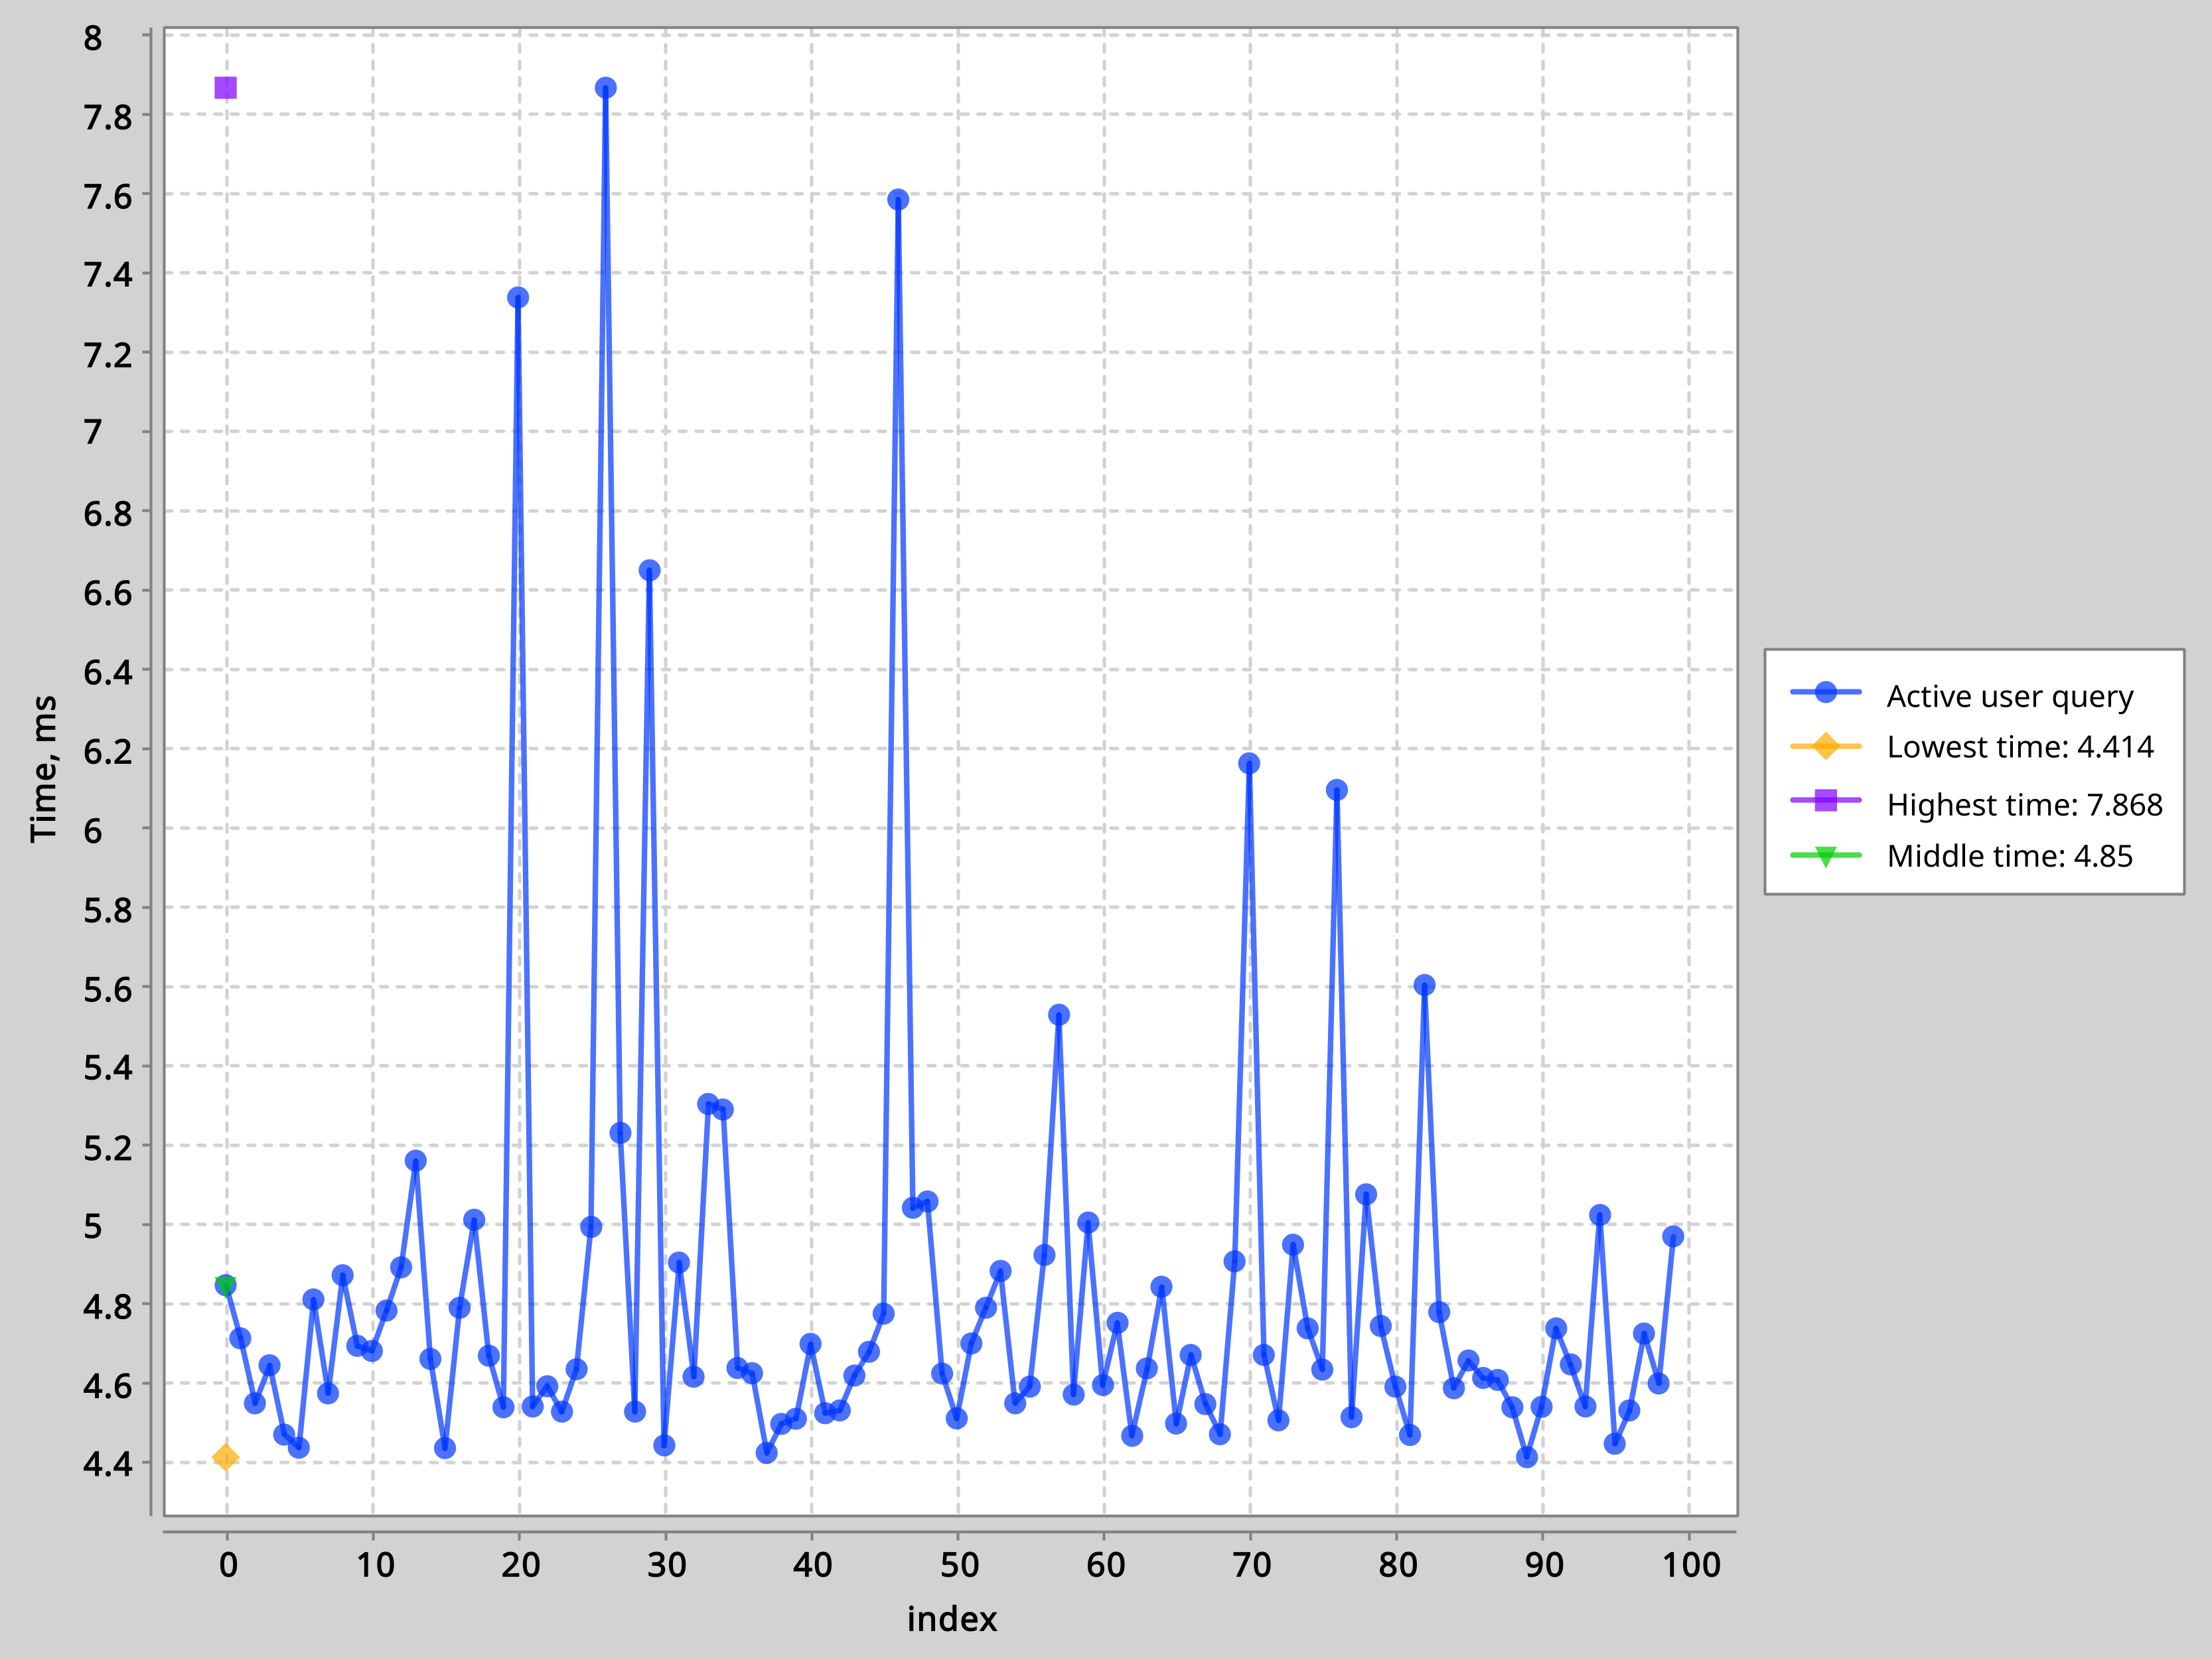 8
7.8
7.6
7.4
7.2
7
6.8
6.6
6.4
6.2
6
5.8
5.6
5.4
5.2
5
4.8
4.6
4.4
Time, ms
0 10 20 30 40 50 60 70 80 90 100
index
Active user query
Lowest time: 4.414
Highest time: 7.868
Middle time: 4.85